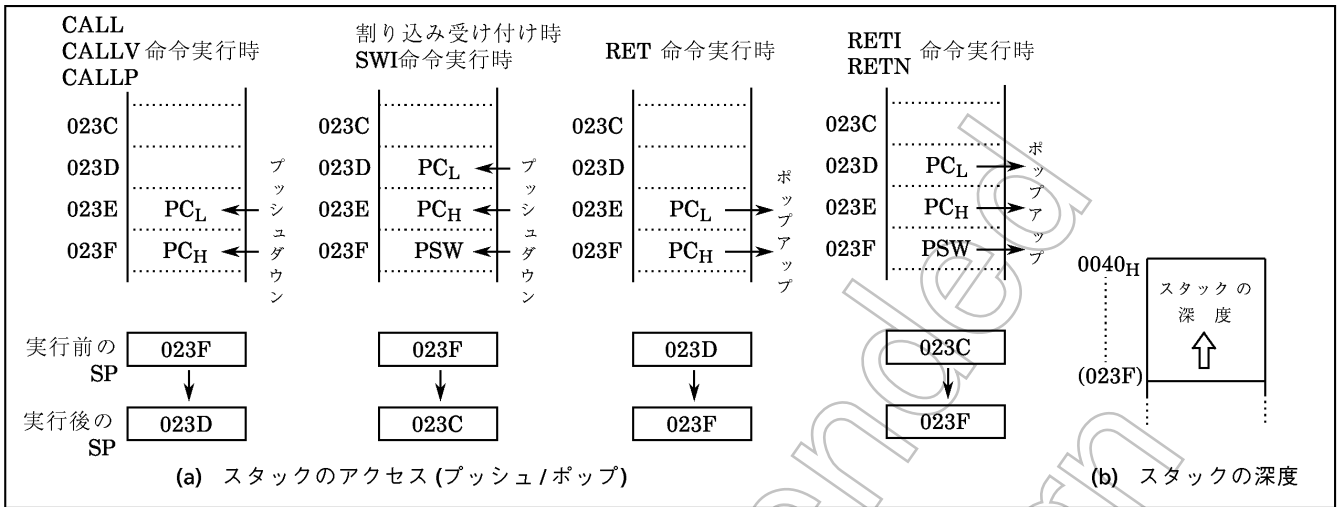 CALL
CALLV 命令実行時
CALLP
023C
023D
023E PCL
023F PCH
プッシュダウン
割り込み受け付け時
SWI命令実行時
023C
023D PCL
023E PCH
023F PSW
プッシュダウン
RET 命令実行時
023C
023D
023E PCL
023F PCH
ポップアップ
RETI
RETN 命令実行時
023C
023D PCL
023E PCH
023F PSW
ポップアップ
実行前の
SP
023F 023F 023D 023C
実行後の
SP
023D 023C 023F 023F
(a) スタックのアクセス (プッシュ / ポップ)
0040H
スタックの
深 度
(023F)
(b) スタックの深度